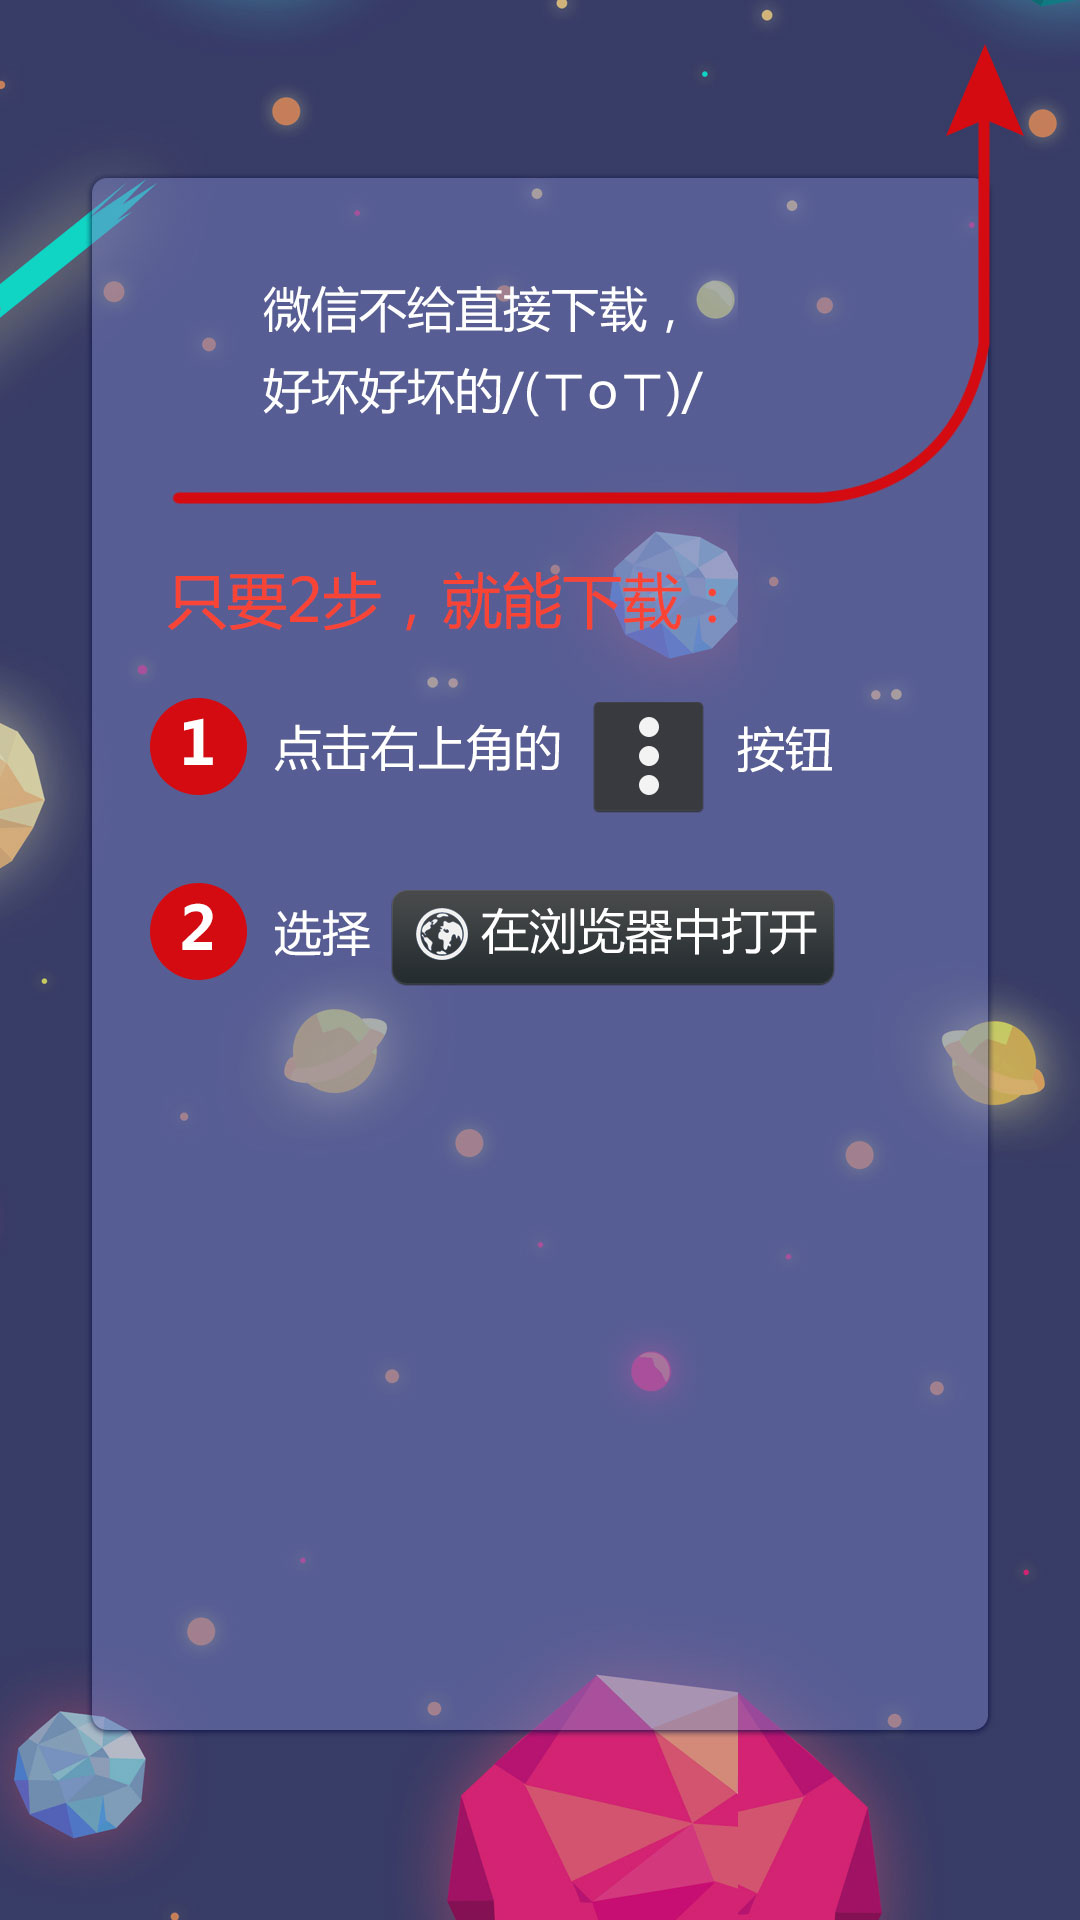 微信不给直接下载，
好坏好坏的/(ㄒoㄒ)/
只要2步，就能下载：
1 点击右上角的 按钮
2 选择 在浏览器中打开